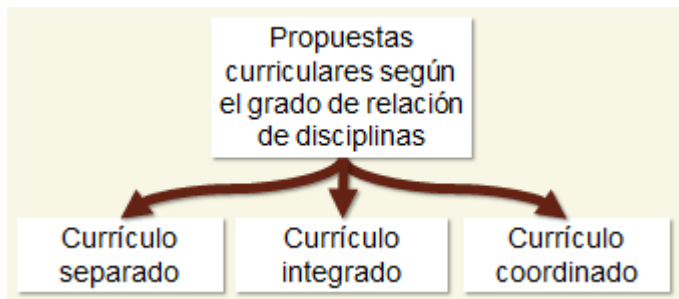 Propuestas
curriculares según
el grado de relación
de disciplinas
Currículo
separado
Currículo
integrado
Currículo
coordinado